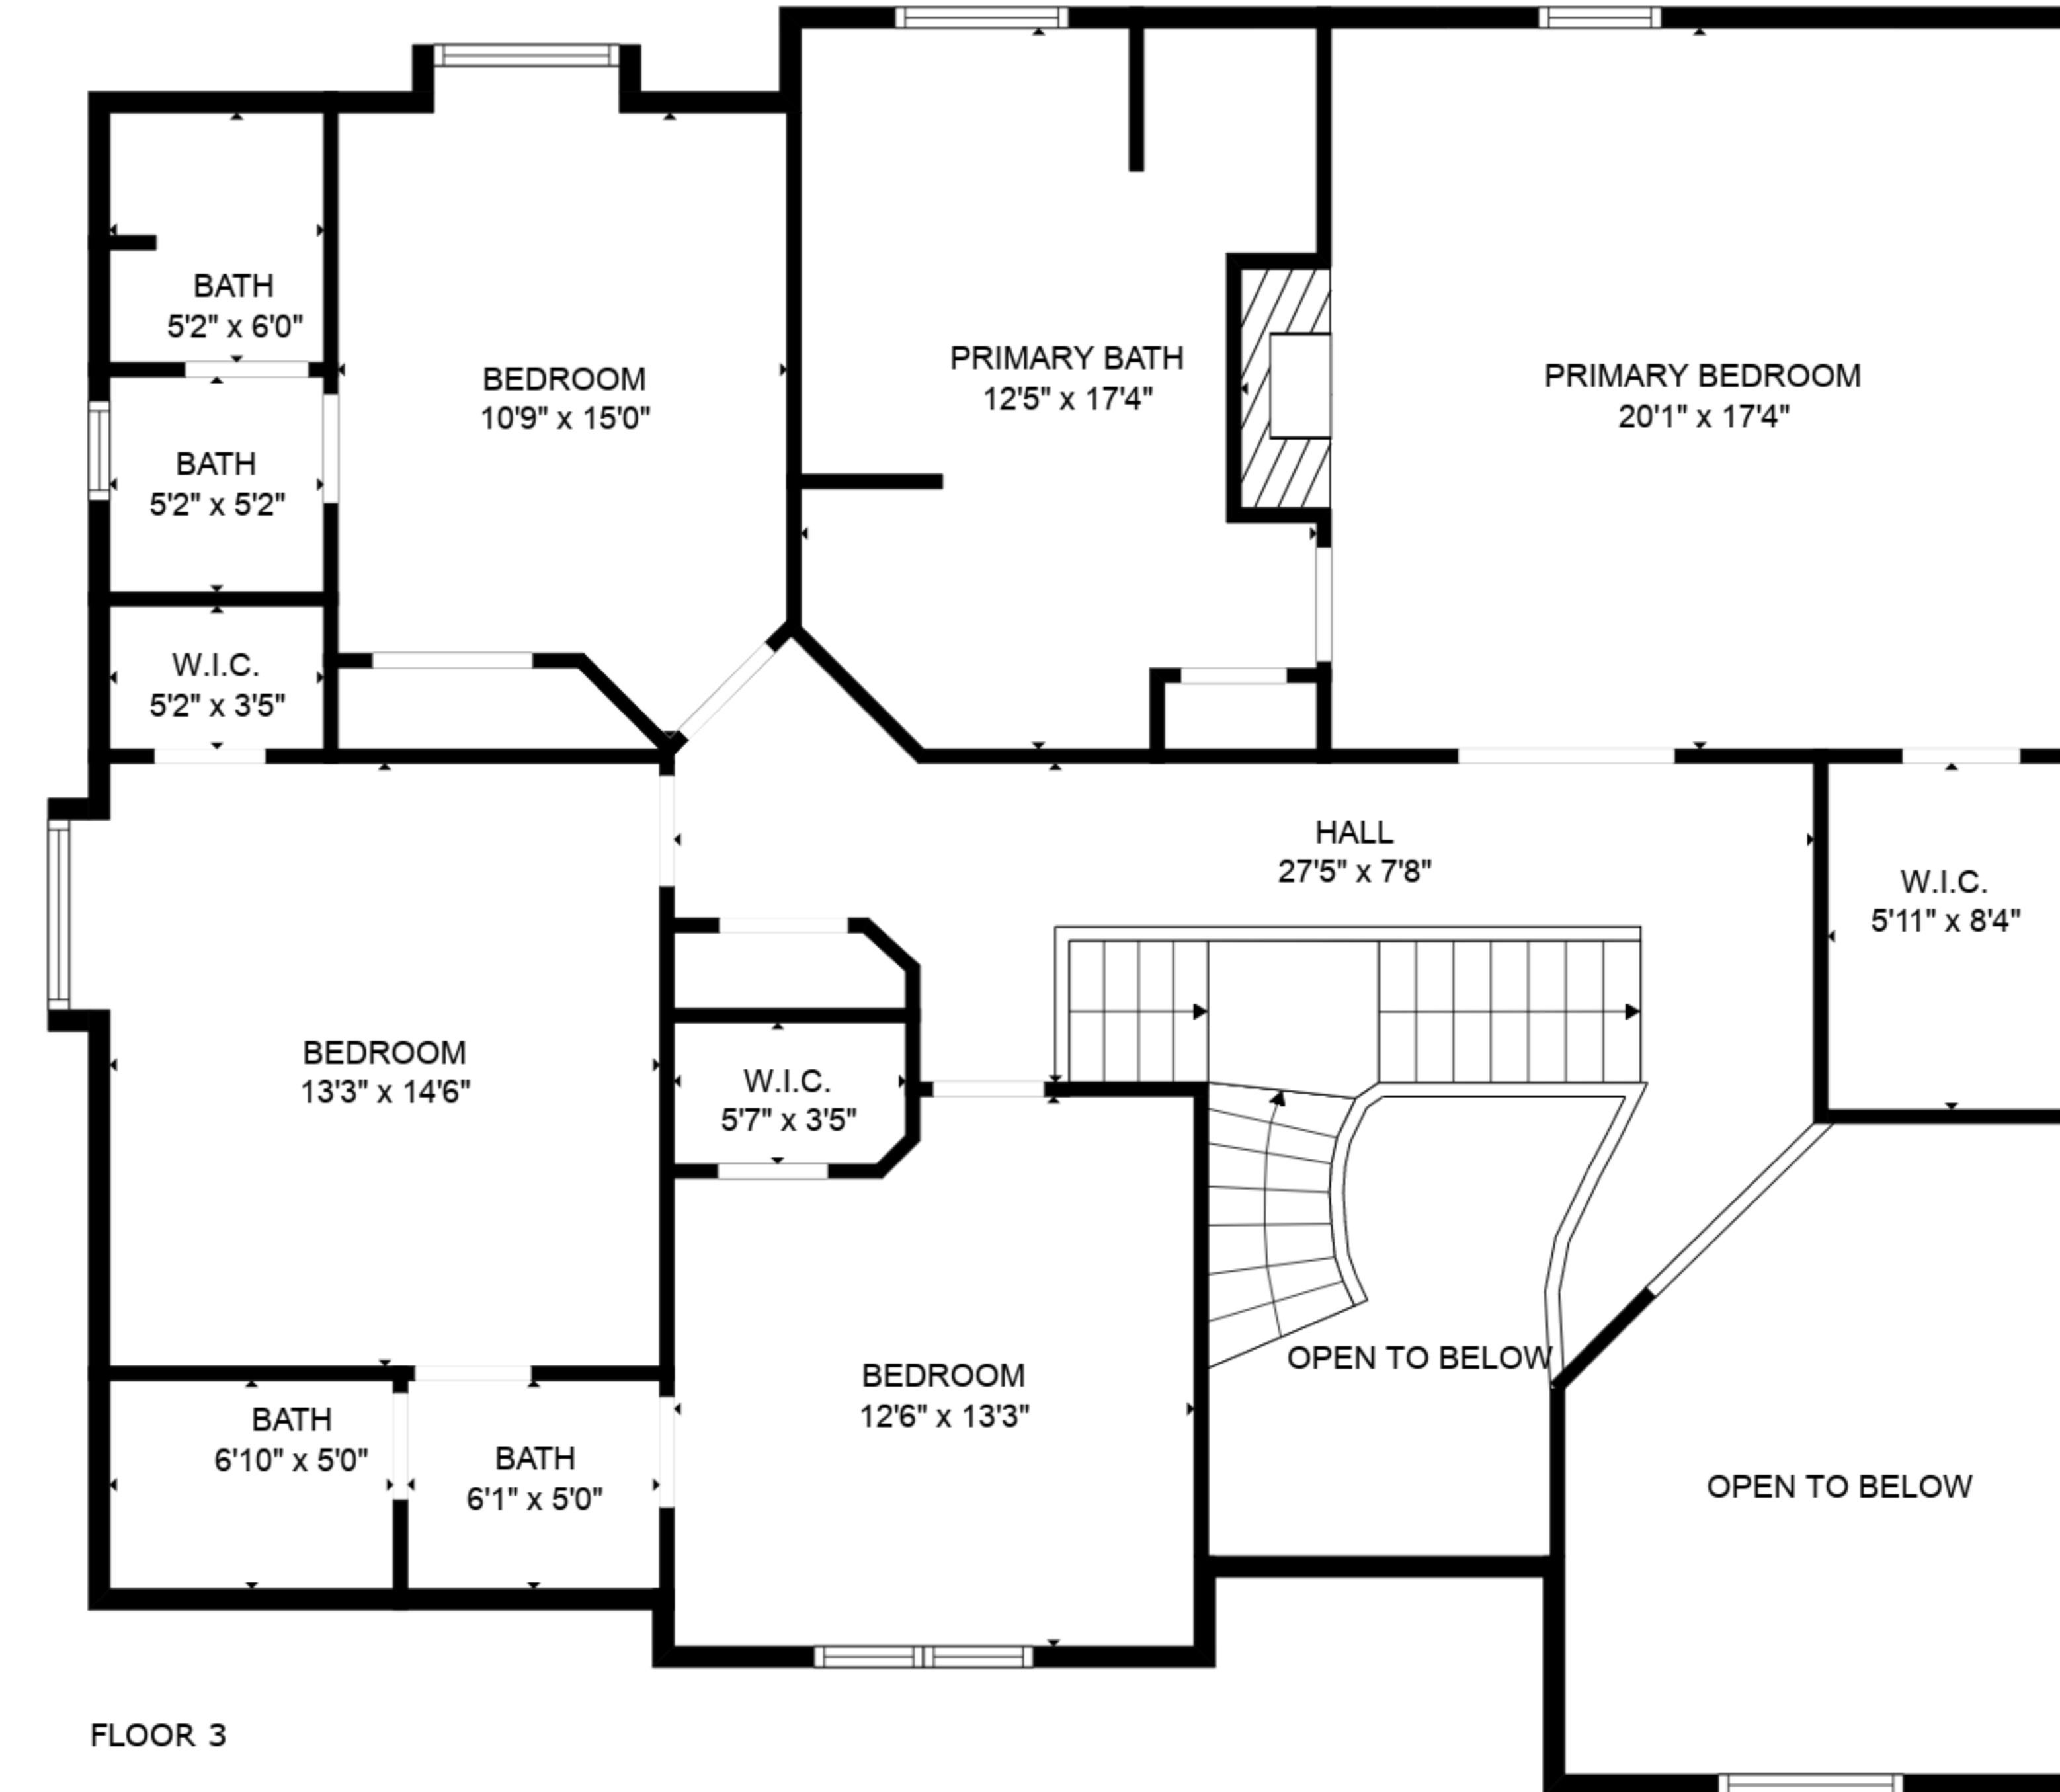 BATH
5'2" x 6'0"
BEDROOM
10'9" x 15'0"
PRIMARY BATH
12'5" x 17'4"
PRIMARY BEDROOM
20'1" x 17'4"
BATH
5'2" x 5'2"
W.I.C.
5'2" x 3'5"
HALL
27'5" x 7'8"
W.I.C.
5'11" x 8'4"
BEDROOM
13'3" x 14'6"
W.I.C.
5'7" x 3'5"
BEDROOM
12'6" x 13'3"
OPEN TO BELOW
BATH
6'10" x 5'0"
BATH
6'1" x 5'0"
OPEN TO BELOW
FLOOR 3